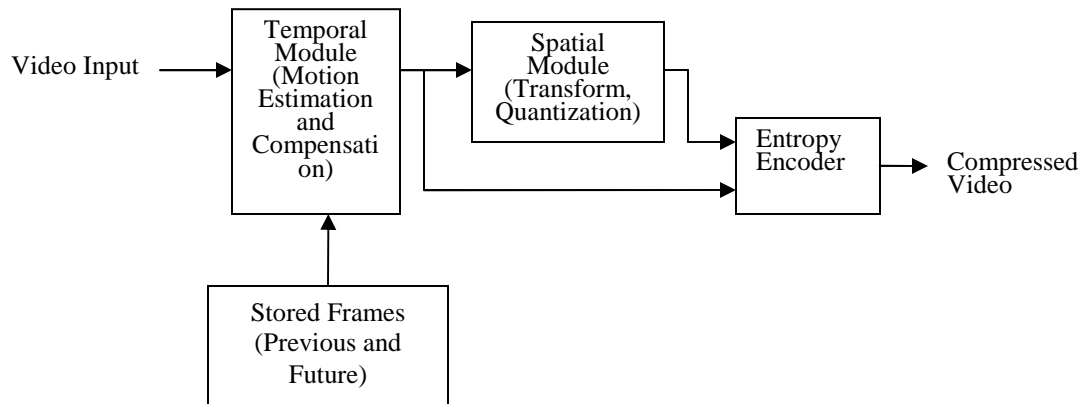 Video Input
Temporal
Module
(Motion
Estimation
and
Compensati
on)
Spatial
Module
(Transform,
Quantization)
Entropy
Encoder
Compressed
Video
Stored Frames
(Previous and
Future)